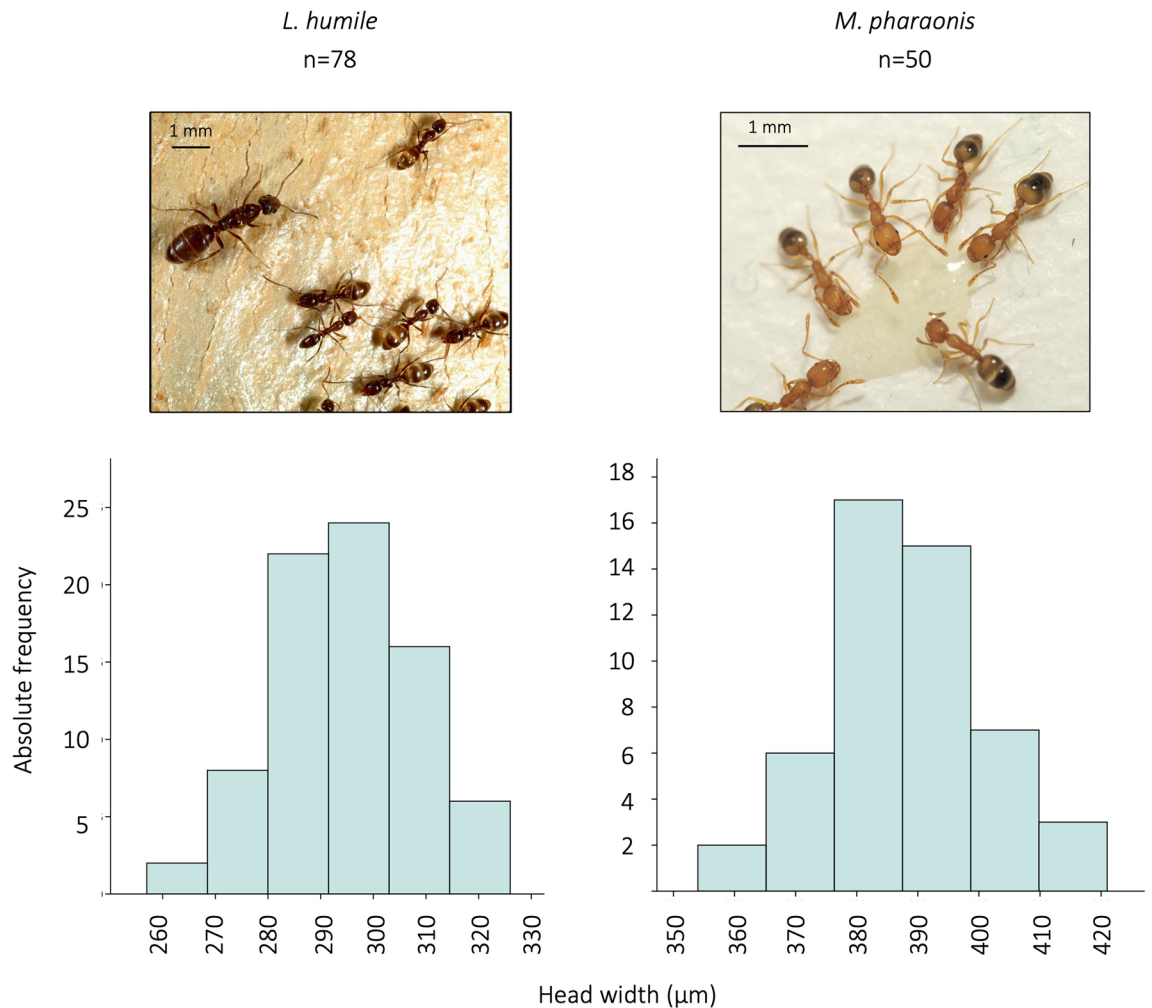 L. humile
n=78
M. pharaonis
n=50
1 mm
1 mm
Absolute frequency
25
20
15
10
5
260 270 280 290 300 310 320 330
18
16
14
12
10
8
6
4
2
350 360 370 380 390 400 410 420
Head width (µm)